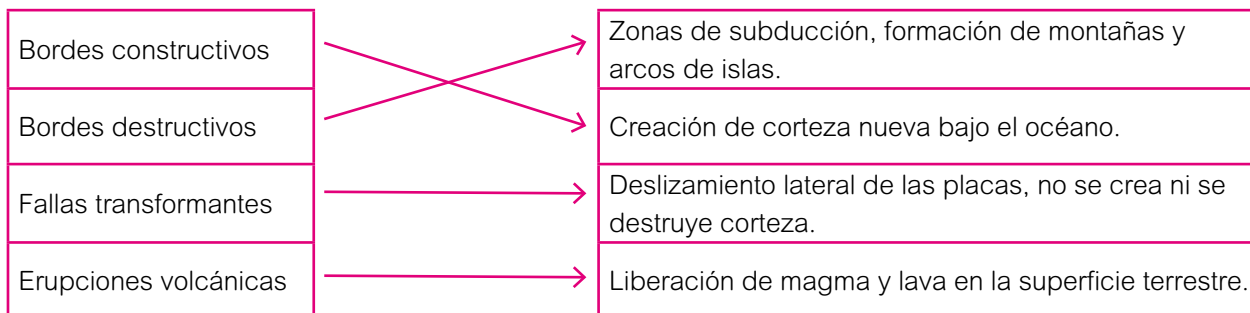 Bordes constructivos
Zonas de subducción, formación de montañas y
arcos de islas.
Bordes destructivos
Creación de corteza nueva bajo el océano.
Fallas transformantes
Deslizamiento lateral de las placas, no se crea ni se
destruye corteza.
Erupciones volcánicas
Liberación de magma y lava en la superficie terrestre.